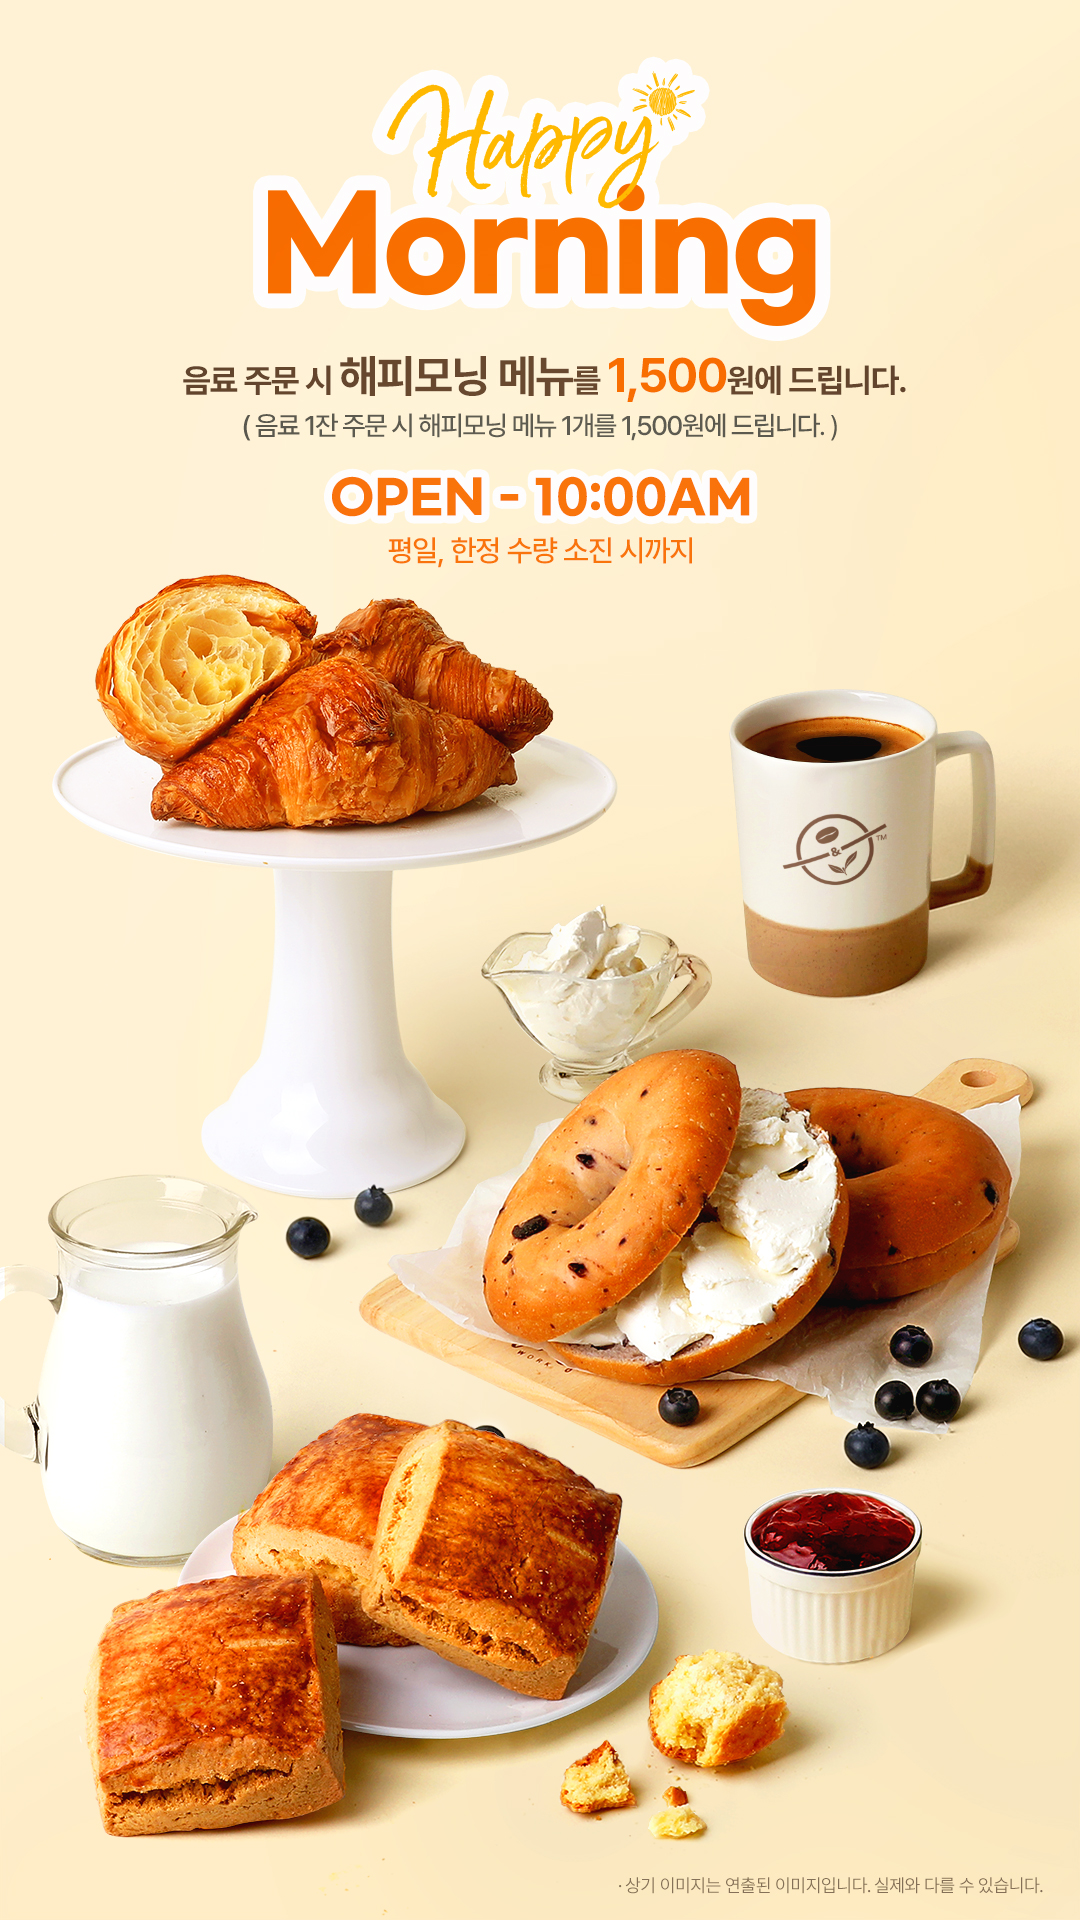 Happy
Morning
음료 주문 시 해피모닝 메뉴를 1,500원에 드립니다.
( 음료 1잔 주문 시 해피모닝 메뉴 1개를 1,500원에 드립니다. )
OPEN - 10:00AM
평일, 한정 수량 소진 시까지
& TM
WORK
· 상기 이미지는 연출된 이미지입니다. 실제와 다를 수 있습니다.